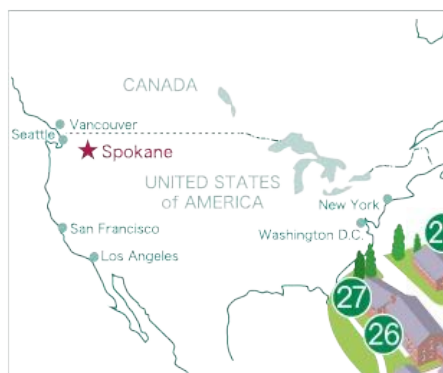 CANADA
Vancouver
Seattle
Spokane
UNITED STATES
of AMERICA
New York
Washington D.C.
San Francisco
Los Angeles
27
26